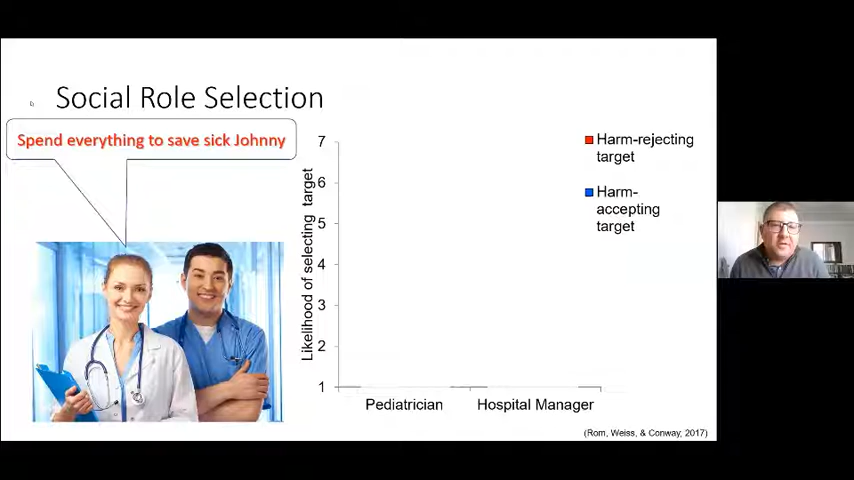 Social Role Selection
Spend everything to save sick Johnny
Likelihood of selecting target
7
6
5
4
3
2
1
Pediatrician
Hospital Manager
Harm-rejecting
target
Harm-
accepting
target
(Rom, Weiss, & Conway, 2017)